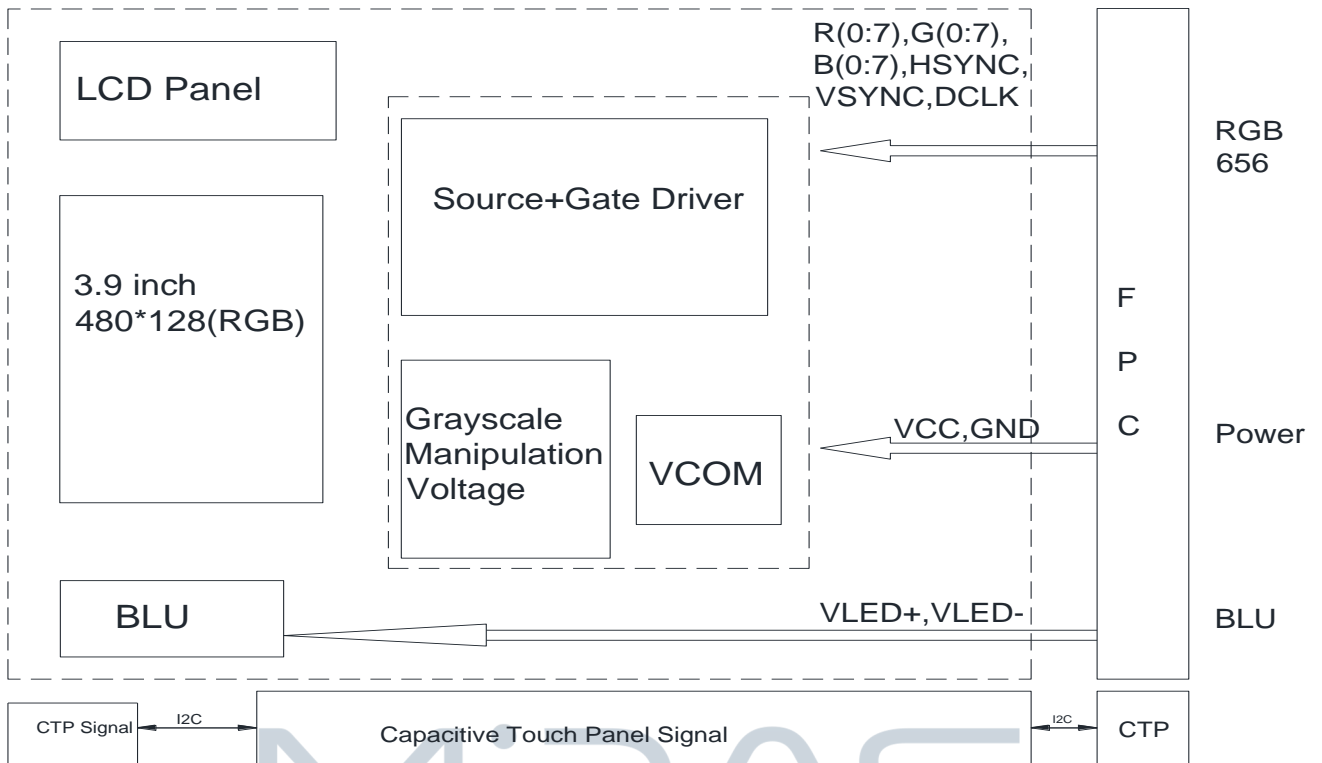 R(0:7),G(0:7),
B(0:7),HSYNC,
VSYNC,DCLK
LCD Panel
RGB
656
Source+Gate Driver
3.9 inch
480*128(RGB)
F
P
C
Grayscale
Manipulation
Voltage
VCOM
VCC,GND
Power
BLU
VLED+,VLED-
BLU
CTP Signal
I2C
Capacitive Touch Panel Signal
I2C
CTP